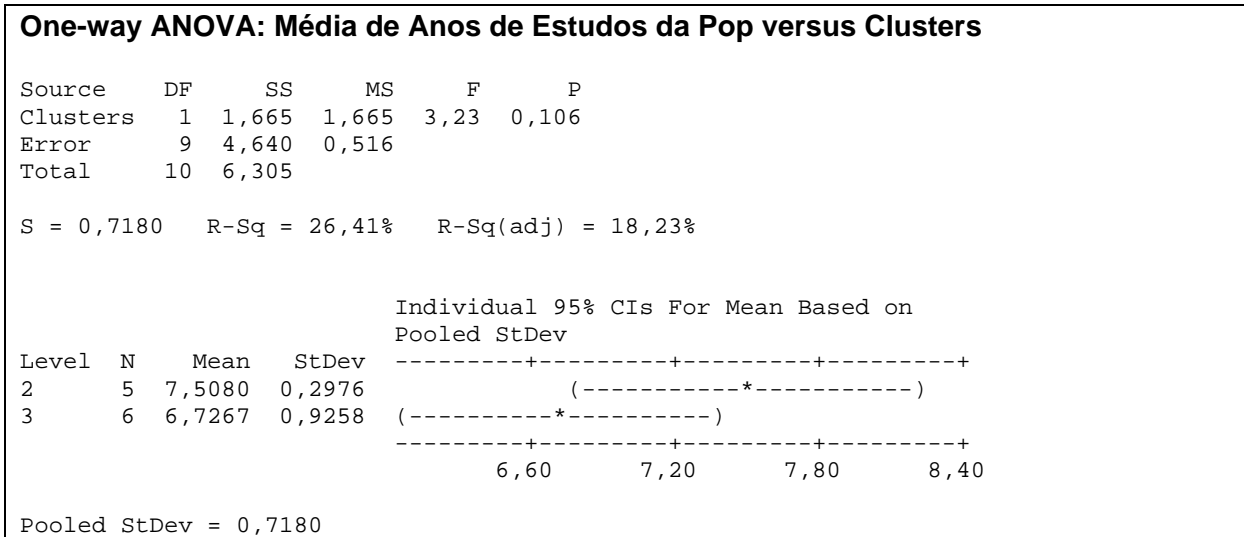 One-way ANOVA: Média de Anos de Estudos da Pop versus Clusters
Source     DF     SS     MS     F      P
Clusters   1  1,665  1,665  3,23  0,106
Error      9  4,640  0,516
Total     10  6,305
S = 0,7180   R-Sq = 26,41%   R-Sq(adj) = 18,23%
Individual 95% CIs For Mean Based on
Pooled StDev
Level  N    Mean   StDev  ---------+---------+---------+---------+
2      5  7,5080  0,2976              (-----------*-----------)
3      6  6,7267  0,9258  (----------*----------)
---------+---------+---------+---------+
6,60      7,20      7,80      8,40
Pooled StDev = 0,7180